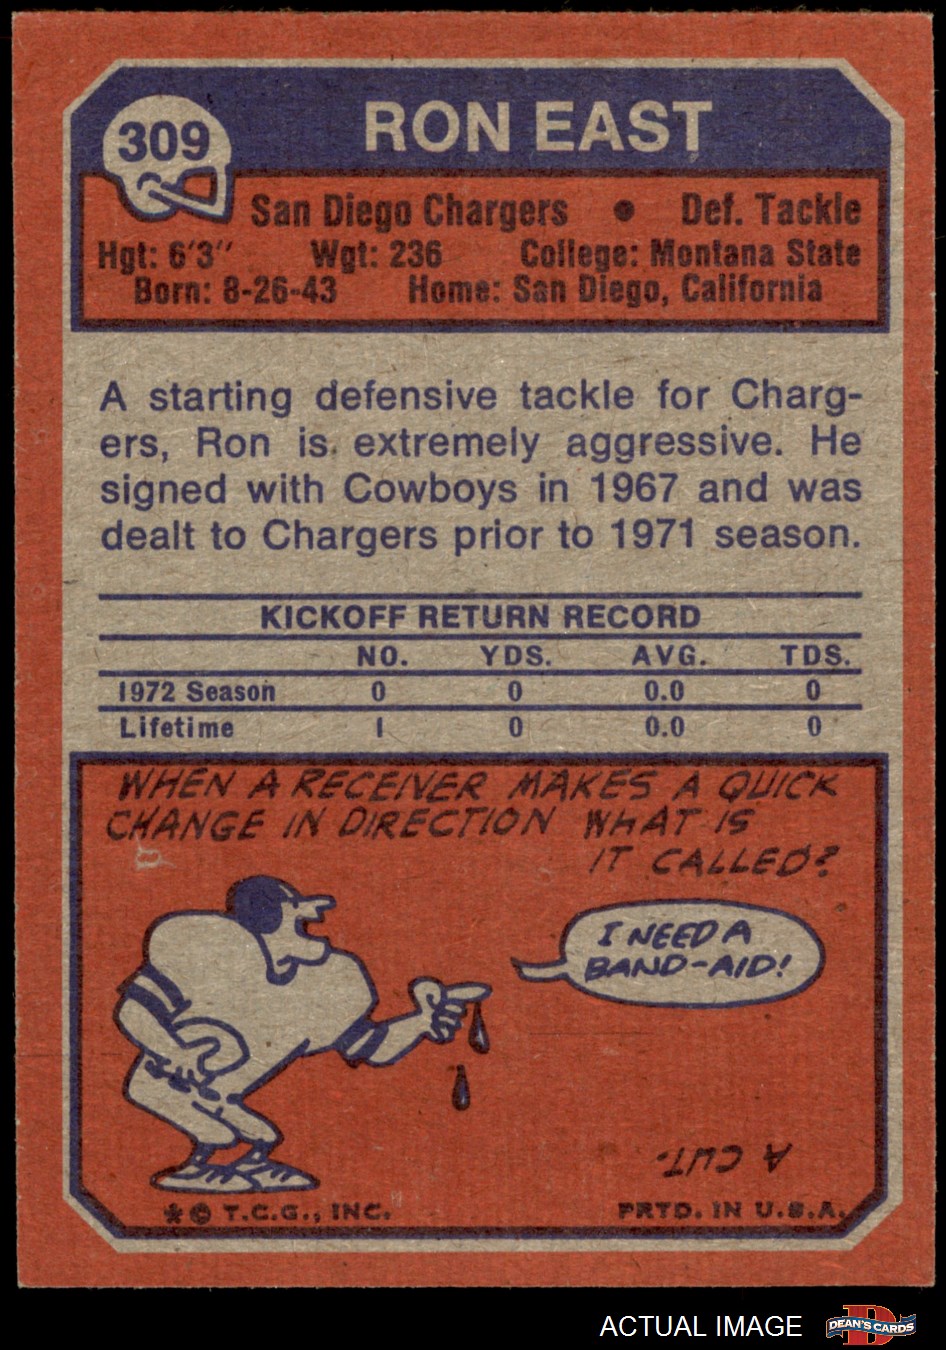 309
RON EAST
San Diego Chargers • Def. Tackle
Hgt: 6'3" Wgt: 236 College: Montana State
Born: 8-26-43 Home: San Diego, California
A starting defensive tackle for Charg-
ers, Ron is extremely aggressive. He
signed with Cowboys in 1967 and was
dealt to Chargers prior to 1971 season.
KICKOFF RETURN RECORD
NO. YDS. AVG. TDS.
1972 Season 0 0 0.0 0
Lifetime 1 0 0.0 0
WHEN A RECEIVER MAKES A QUICK
CHANGE IN DIRECTION WHAT IS
IT CALLED?
I NEED A
BAND-AID!
A CUT.
* © T.C.G., INC. PRTD. IN U.S.A.
ACTUAL IMAGE
D
DEAN'S CARDS